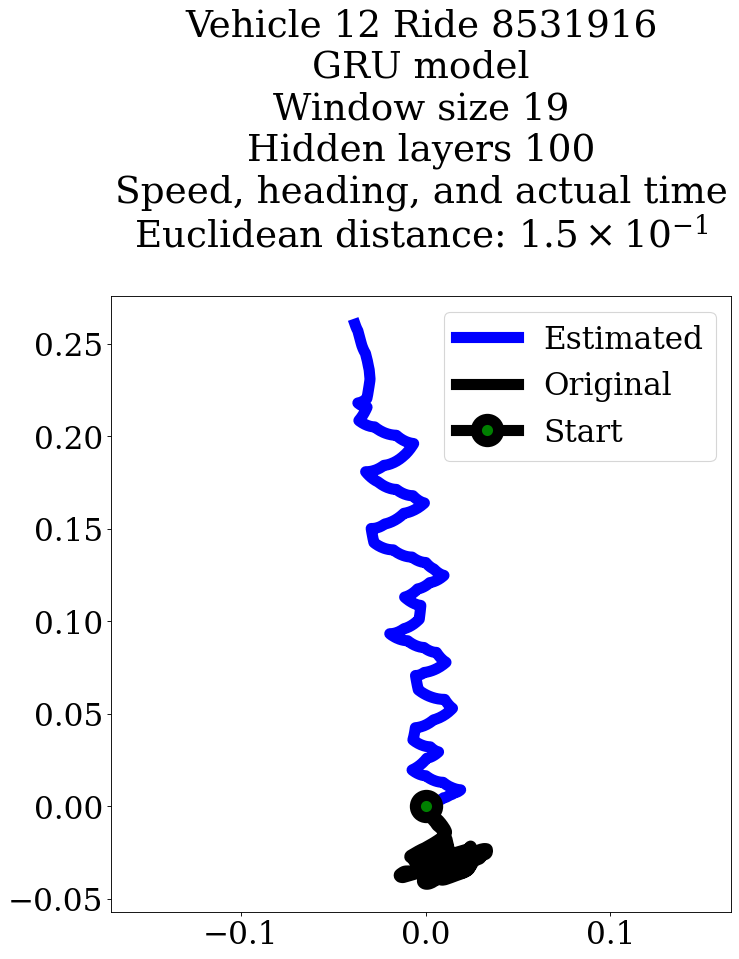 Vehicle 12 Ride 8531916
GRU model
Window size 19
Hidden layers 100
Speed, heading, and actual time
Euclidean distance: 1.5 × 10⁻¹
Estimated
Original
Start
0.25
0.20
0.15
0.10
0.05
0.00
−0.05
−0.1 0.0 0.1